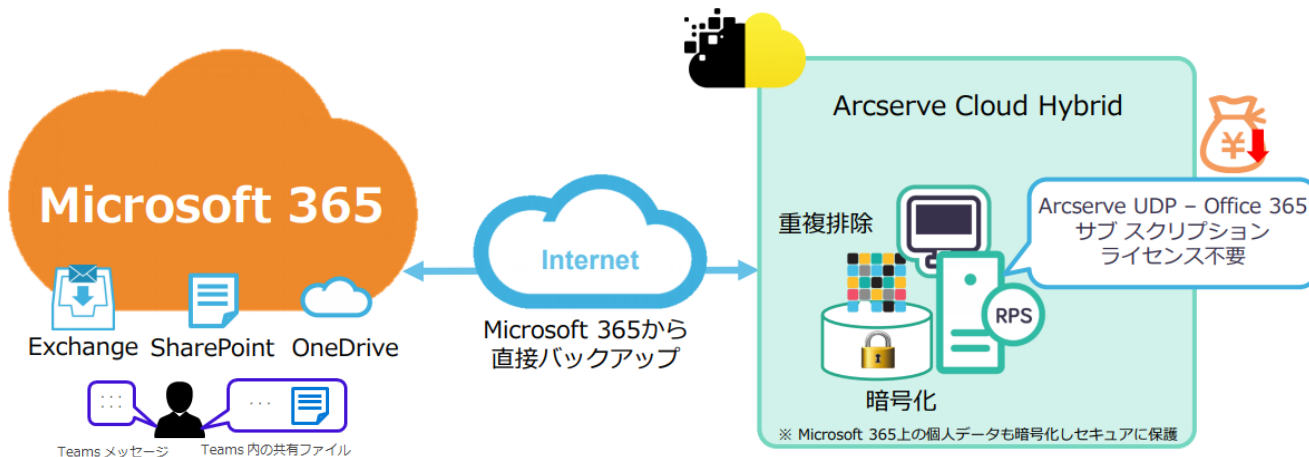 Microsoft 365
Exchange
SharePoint
OneDrive
Teams メッセージ
Teams 内の共有ファイル
Internet
Microsoft 365から
直接バックアップ
Arcserve Cloud Hybrid
¥
Arcserve UDP – Office 365
サブ スクリプション
ライセンス不要
重複排除
RPS
暗号化
※ Microsoft 365上の個人データも暗号化しセキュアに保護